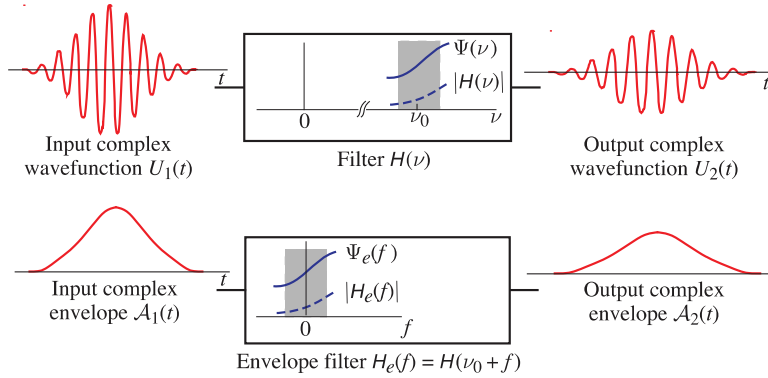 Ψ(ν)
|H(ν)|
t
0
ν₀
ν
t
Input complex
wavefunction U₁(t)
Filter H(ν)
Output complex
wavefunction U₂(t)
Ψₑ(f)
|Hₑ(f)|
t
0
f
t
Input complex
envelope 𝒜₁(t)
Output complex
envelope 𝒜₂(t)
Envelope filter Hₑ(f) = H(ν₀ + f)